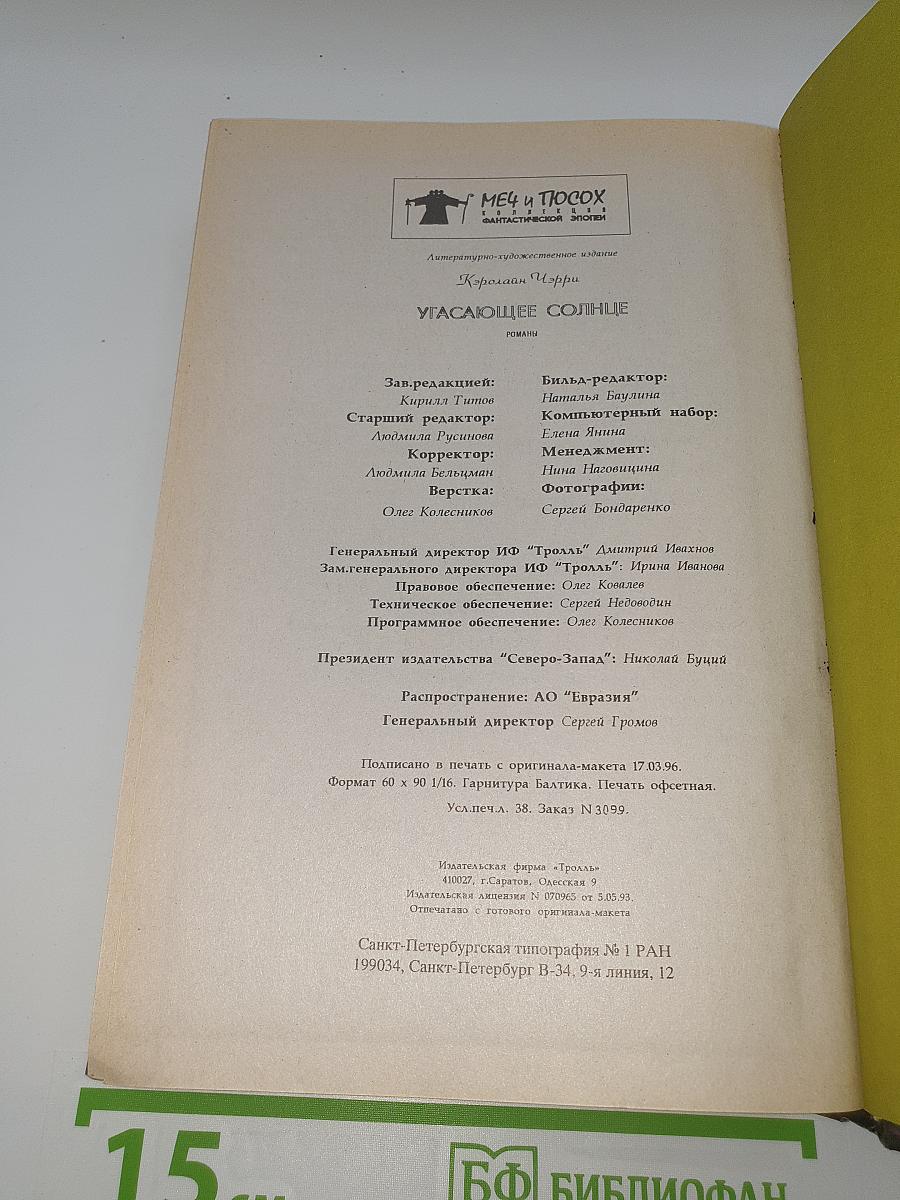 МЕЧ и ПОСОХ
КОЛЛЕКЦИЯ
ФАНТАСТИЧЕСКОЙ ЭПОПЕИ
Литературно-художественное издание
Кэролайн Чэрри
УГАСАЮЩЕЕ СОЛНЦЕ
РОМАНЫ
Зав.редакцией:
Кирилл Титов
Старший редактор:
Людмила Русинова
Корректор:
Людмила Бельцман
Верстка:
Олег Колесников
Бильд-редактор:
Наталья Баулина
Компьютерный набор:
Елена Янина
Менеджмент:
Нина Наговицина
Фотографии:
Сергей Бондаренко
Генеральный директор ИФ "Тролль" Дмитрий Ивахнов
Зам.генерального директора ИФ "Тролль": Ирина Иванова
Правовое обеспечение: Олег Ковалев
Техническое обеспечение: Сергей Недоводин
Программное обеспечение: Олег Колесников
Президент издательства "Северо-Запад": Николай Буций
Распространение: АО "Евразия"
Генеральный директор Сергей Громов
Подписано в печать с оригинала-макета 17.03.96.
Формат 60 х 90 1/16. Гарнитура Балтика. Печать офсетная.
Усл.печ.л. 38. Заказ N 3099.
Издательская фирма «Тролль»
410027, г.Саратов, Одесская 9
Издательская лицензия N 070965 от 5.05.93.
Отпечатано с готового оригинала-макета
Санкт-Петербургская типография № 1 РАН
199034, Санкт-Петербург В-34, 9-я линия, 12
15 см
БФ БИБЛИОФАН